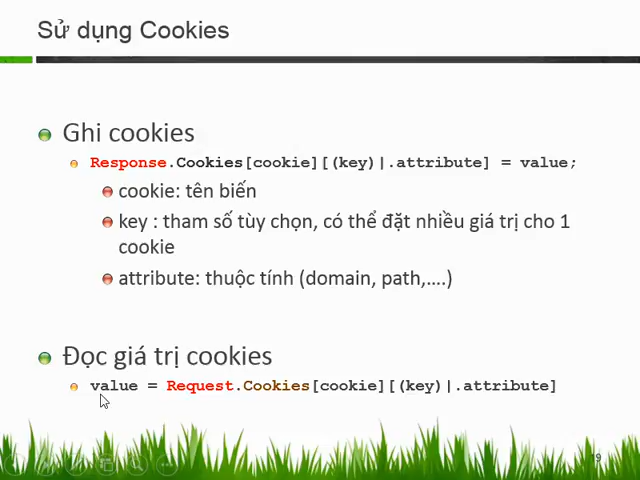 Sử dụng Cookies
Ghi cookies
Response.Cookies[cookie][(key)|.attribute] = value;
cookie: tên biến
key : tham số tùy chọn, có thể đặt nhiều giá trị cho 1
cookie
attribute: thuộc tính (domain, path,....)
Đọc giá trị cookies
value = Request.Cookies[cookie][(key)|.attribute]